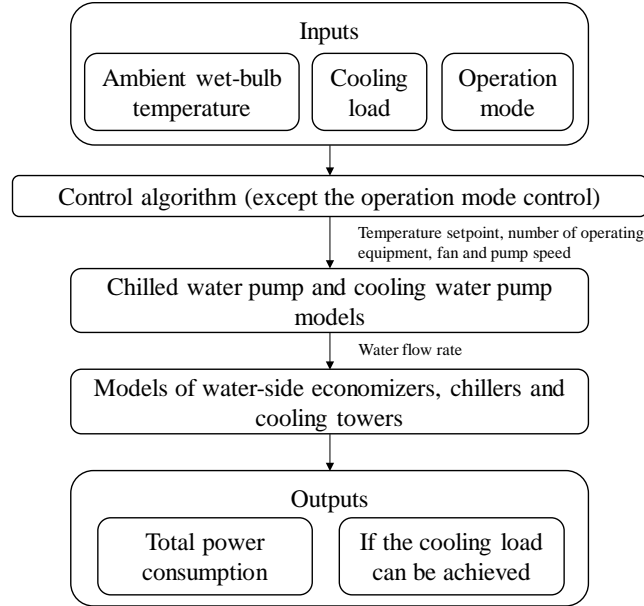 Inputs
Ambient wet-bulb
temperature
Cooling
load
Operation
mode
Control algorithm (except the operation mode control)
Temperature setpoint, number of operating
equipment, fan and pump speed
Chilled water pump and cooling water pump
models
Water flow rate
Models of water-side economizers, chillers and
cooling towers
Outputs
Total power
consumption
If the cooling load
can be achieved